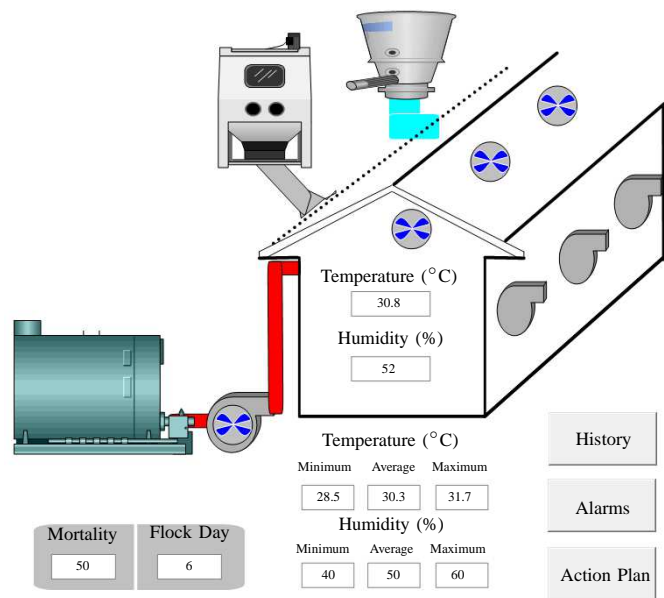 Temperature (°C)
30.8
Humidity (%)
52
Temperature (°C)
Minimum Average Maximum
28.5 30.3 31.7
Humidity (%)
Minimum Average Maximum
40 50 60
Mortality Flock Day
50 6
History
Alarms
Action Plan